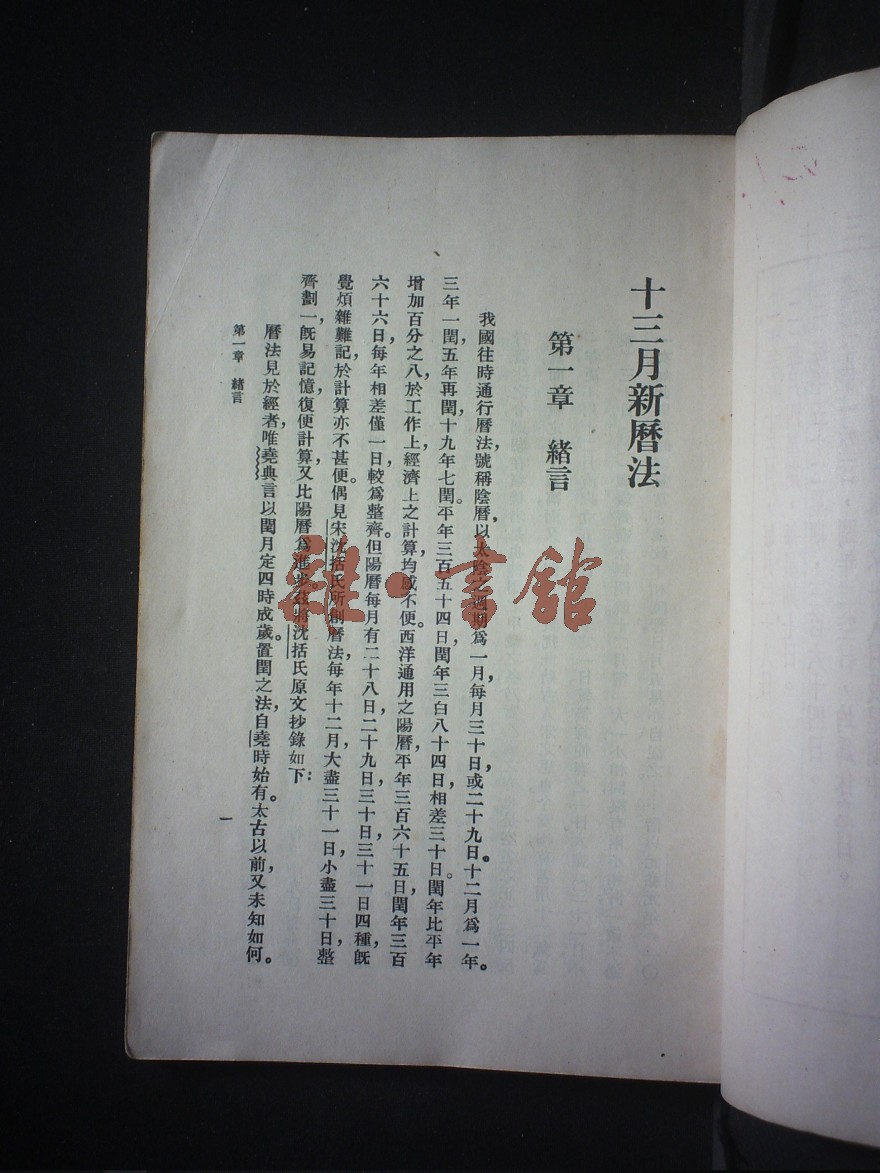 十三月新曆法
第一章 緒言
我國往時通行曆法，號稱陰曆，以太陰之週期爲一月，每月三十日或二十九日。十二月爲一年。
三年一閏，五年再閏，十九年七閏。平年三百五十四日，閏年三白八十四日，相差三十日。閏年比平年
增加百分之八，於工作上經濟上之計算，均感不便。西洋通用之陽曆，平年三百六十五日，閏年三百
六十六日，每年相差僅一日，較爲整齊。但陽曆每月有二十八日二十九日三十日三十一日四種，旣
覺煩雜難記，於計算亦不甚便。偶見宋沈括氏所創曆法，每年十二月，大盡三十一日，小盡三十日，整
齊劃一，旣易記憶，復便計算，又比陽曆爲進步。茲將沈括氏原文抄錄如下：
曆法見於經者，唯堯典言以閏月定四時成歲。置閏之法，自堯時始有。太古以前，又未知如何。
第一章 緒言
一
雜·書館